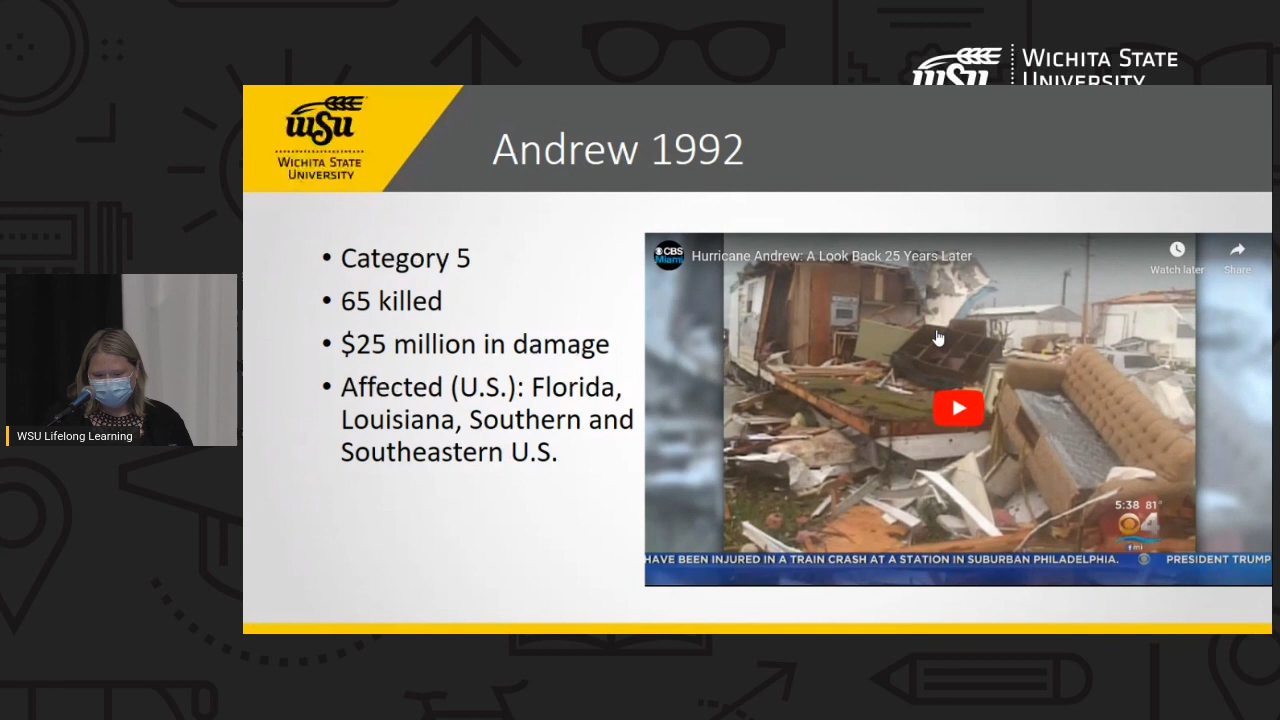 WSU
WICHITA STATE
UNIVERSITY
WSU
WICHITA STATE
UNIVERSITY
Andrew 1992
• Category 5
• 65 killed
• $25 million in damage
• Affected (U.S.): Florida,
Louisiana, Southern and
Southeastern U.S.
CBS
Miami
Hurricane Andrew: A Look Back 25 Years Later
Watch later
Share
5:38 81°
4
HAVE BEEN INJURED IN A TRAIN CRASH AT A STATION IN SUBURBAN PHILADELPHIA. PRESIDENT TRUMP
WSU Lifelong Learning